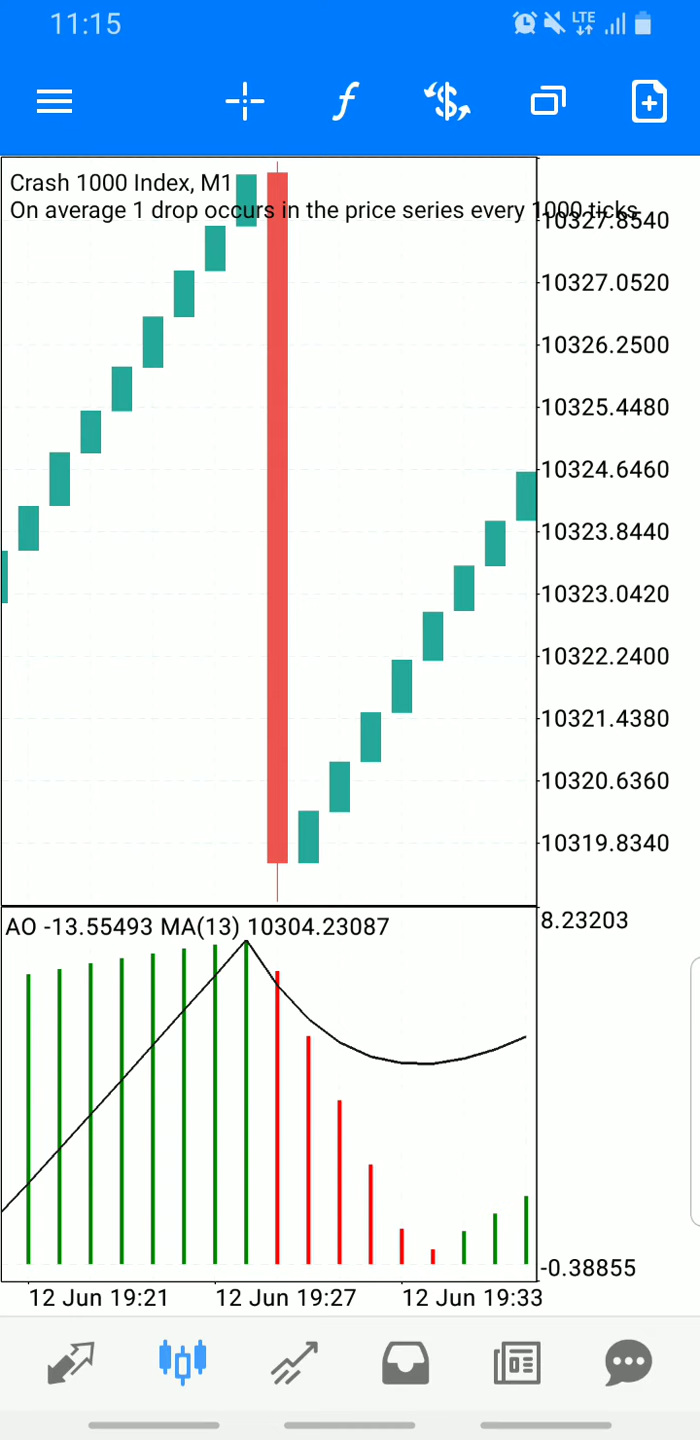 11:15
LTE
f
$
Crash 1000 Index, M1
On average 1 drop occurs in the price series every 1000 ticks
10327.8540
10327.0520
10326.2500
10325.4480
10324.6460
10323.8440
10323.0420
10322.2400
10321.4380
10320.6360
10319.8340
AO -13.55493 MA(13) 10304.23087
8.23203
-0.38855
12 Jun 19:21 12 Jun 19:27 12 Jun 19:33